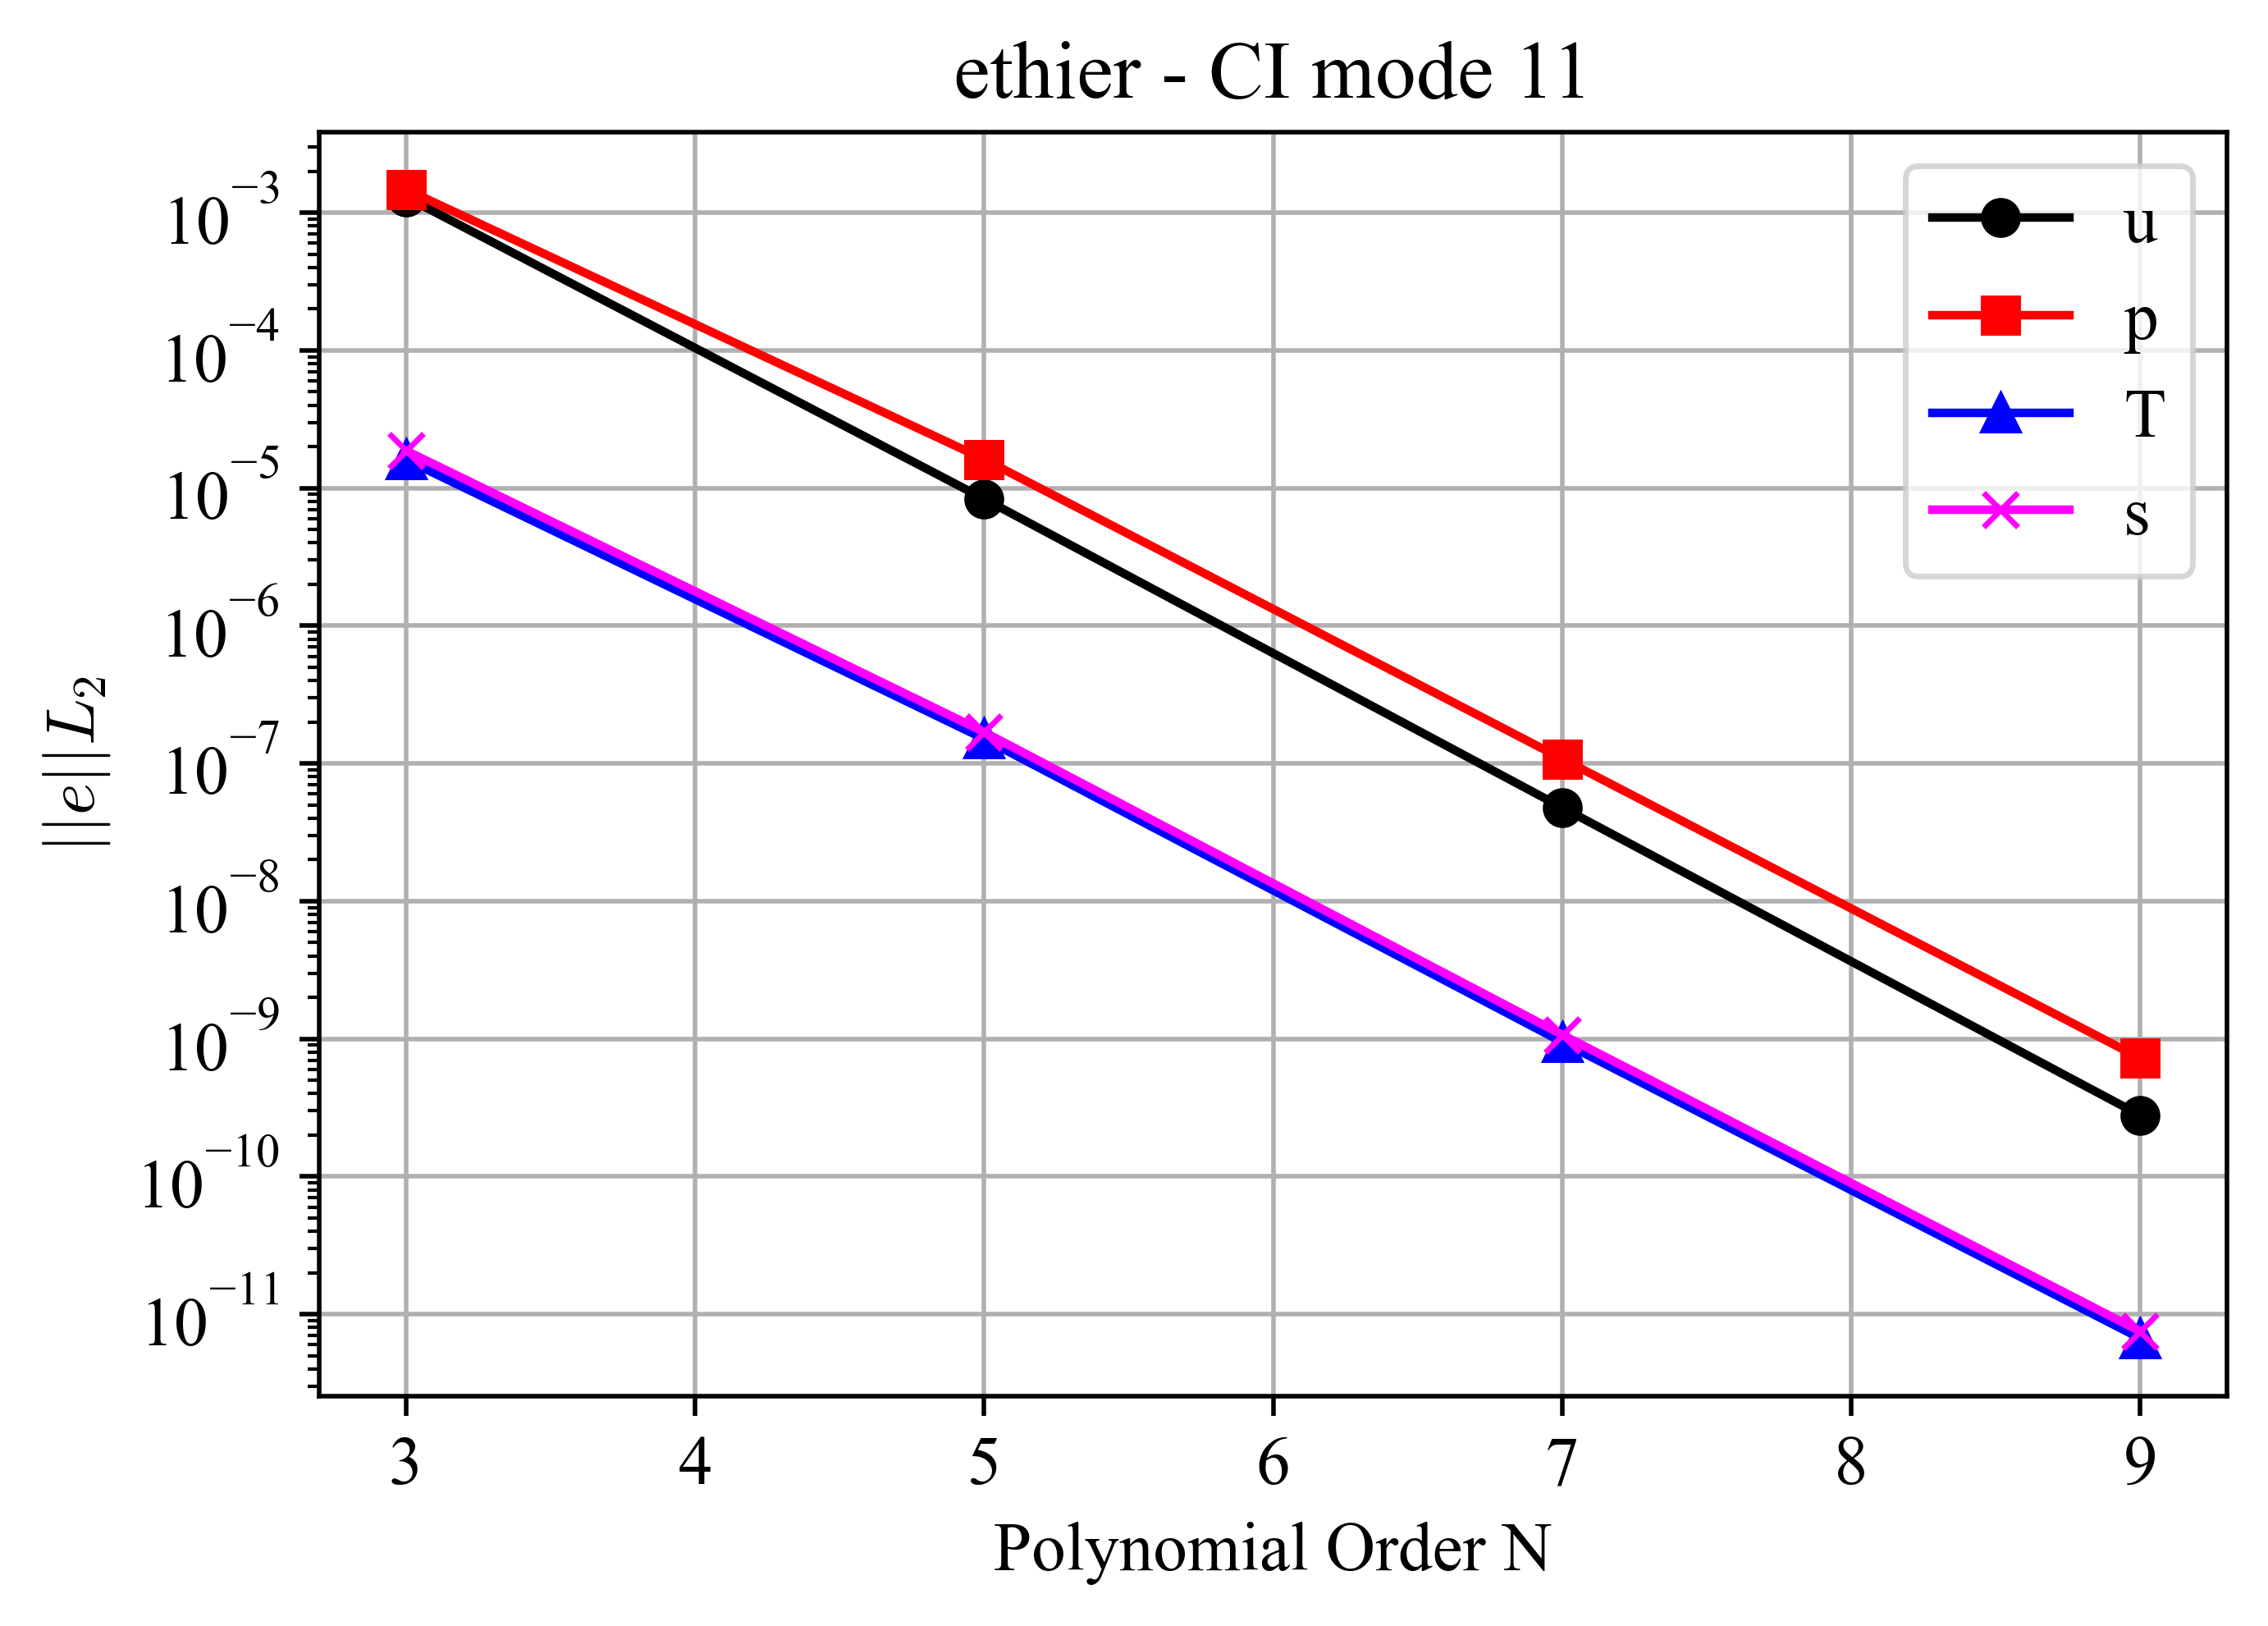 ethier - CI mode 11
u
p
T
s
10⁻³
10⁻⁴
10⁻⁵
10⁻⁶
10⁻⁷
10⁻⁸
10⁻⁹
10⁻¹⁰
10⁻¹¹
||e||L₂
3 4 5 6 7 8 9
Polynomial Order N